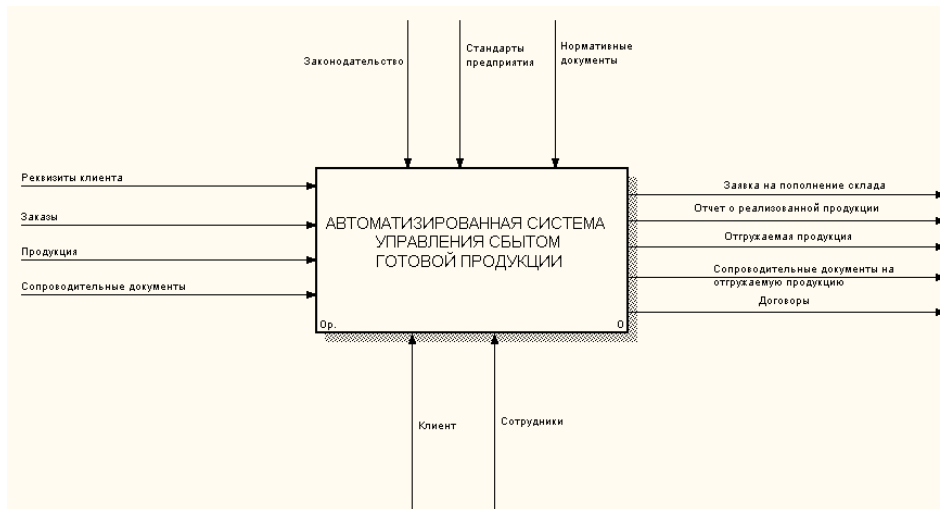 Законодательство
Стандарты
предприятия
Нормативные
документы
Реквизиты клиента
Заказы
Продукция
Сопроводительные документы
АВТОМАТИЗИРОВАННАЯ СИСТЕМА
УПРАВЛЕНИЯ СБЫТОМ
ГОТОВОЙ ПРОДУКЦИИ
0р.
0
Заявка на пополнение склада
Отчет о реализованной продукции
Отгружаемая продукция
Сопроводительные документы на
отгружаемую продукцию
Договоры
Клиент
Сотрудники